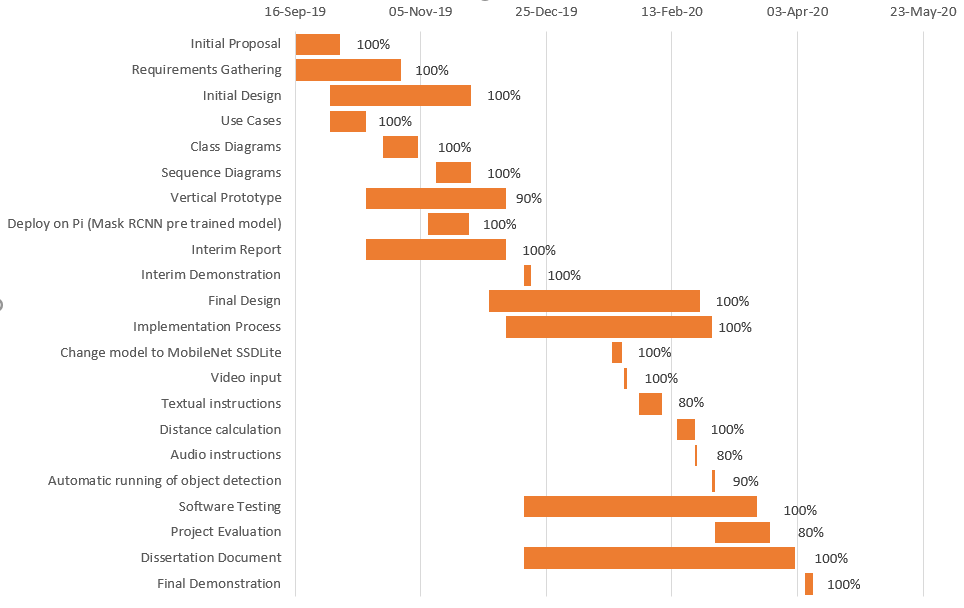 16-Sep-19 05-Nov-19 25-Dec-19 13-Feb-20 03-Apr-20 23-May-20
Initial Proposal 100%
Requirements Gathering 100%
Initial Design 100%
Use Cases 100%
Class Diagrams 100%
Sequence Diagrams 100%
Vertical Prototype 90%
Deploy on Pi (Mask RCNN pre trained model) 100%
Interim Report 100%
Interim Demonstration 100%
Final Design 100%
Implementation Process 100%
Change model to MobileNet SSDLite 100%
Video input 100%
Textual instructions 80%
Distance calculation 100%
Audio instructions 80%
Automatic running of object detection 90%
Software Testing 100%
Project Evaluation 80%
Dissertation Document 100%
Final Demonstration 100%